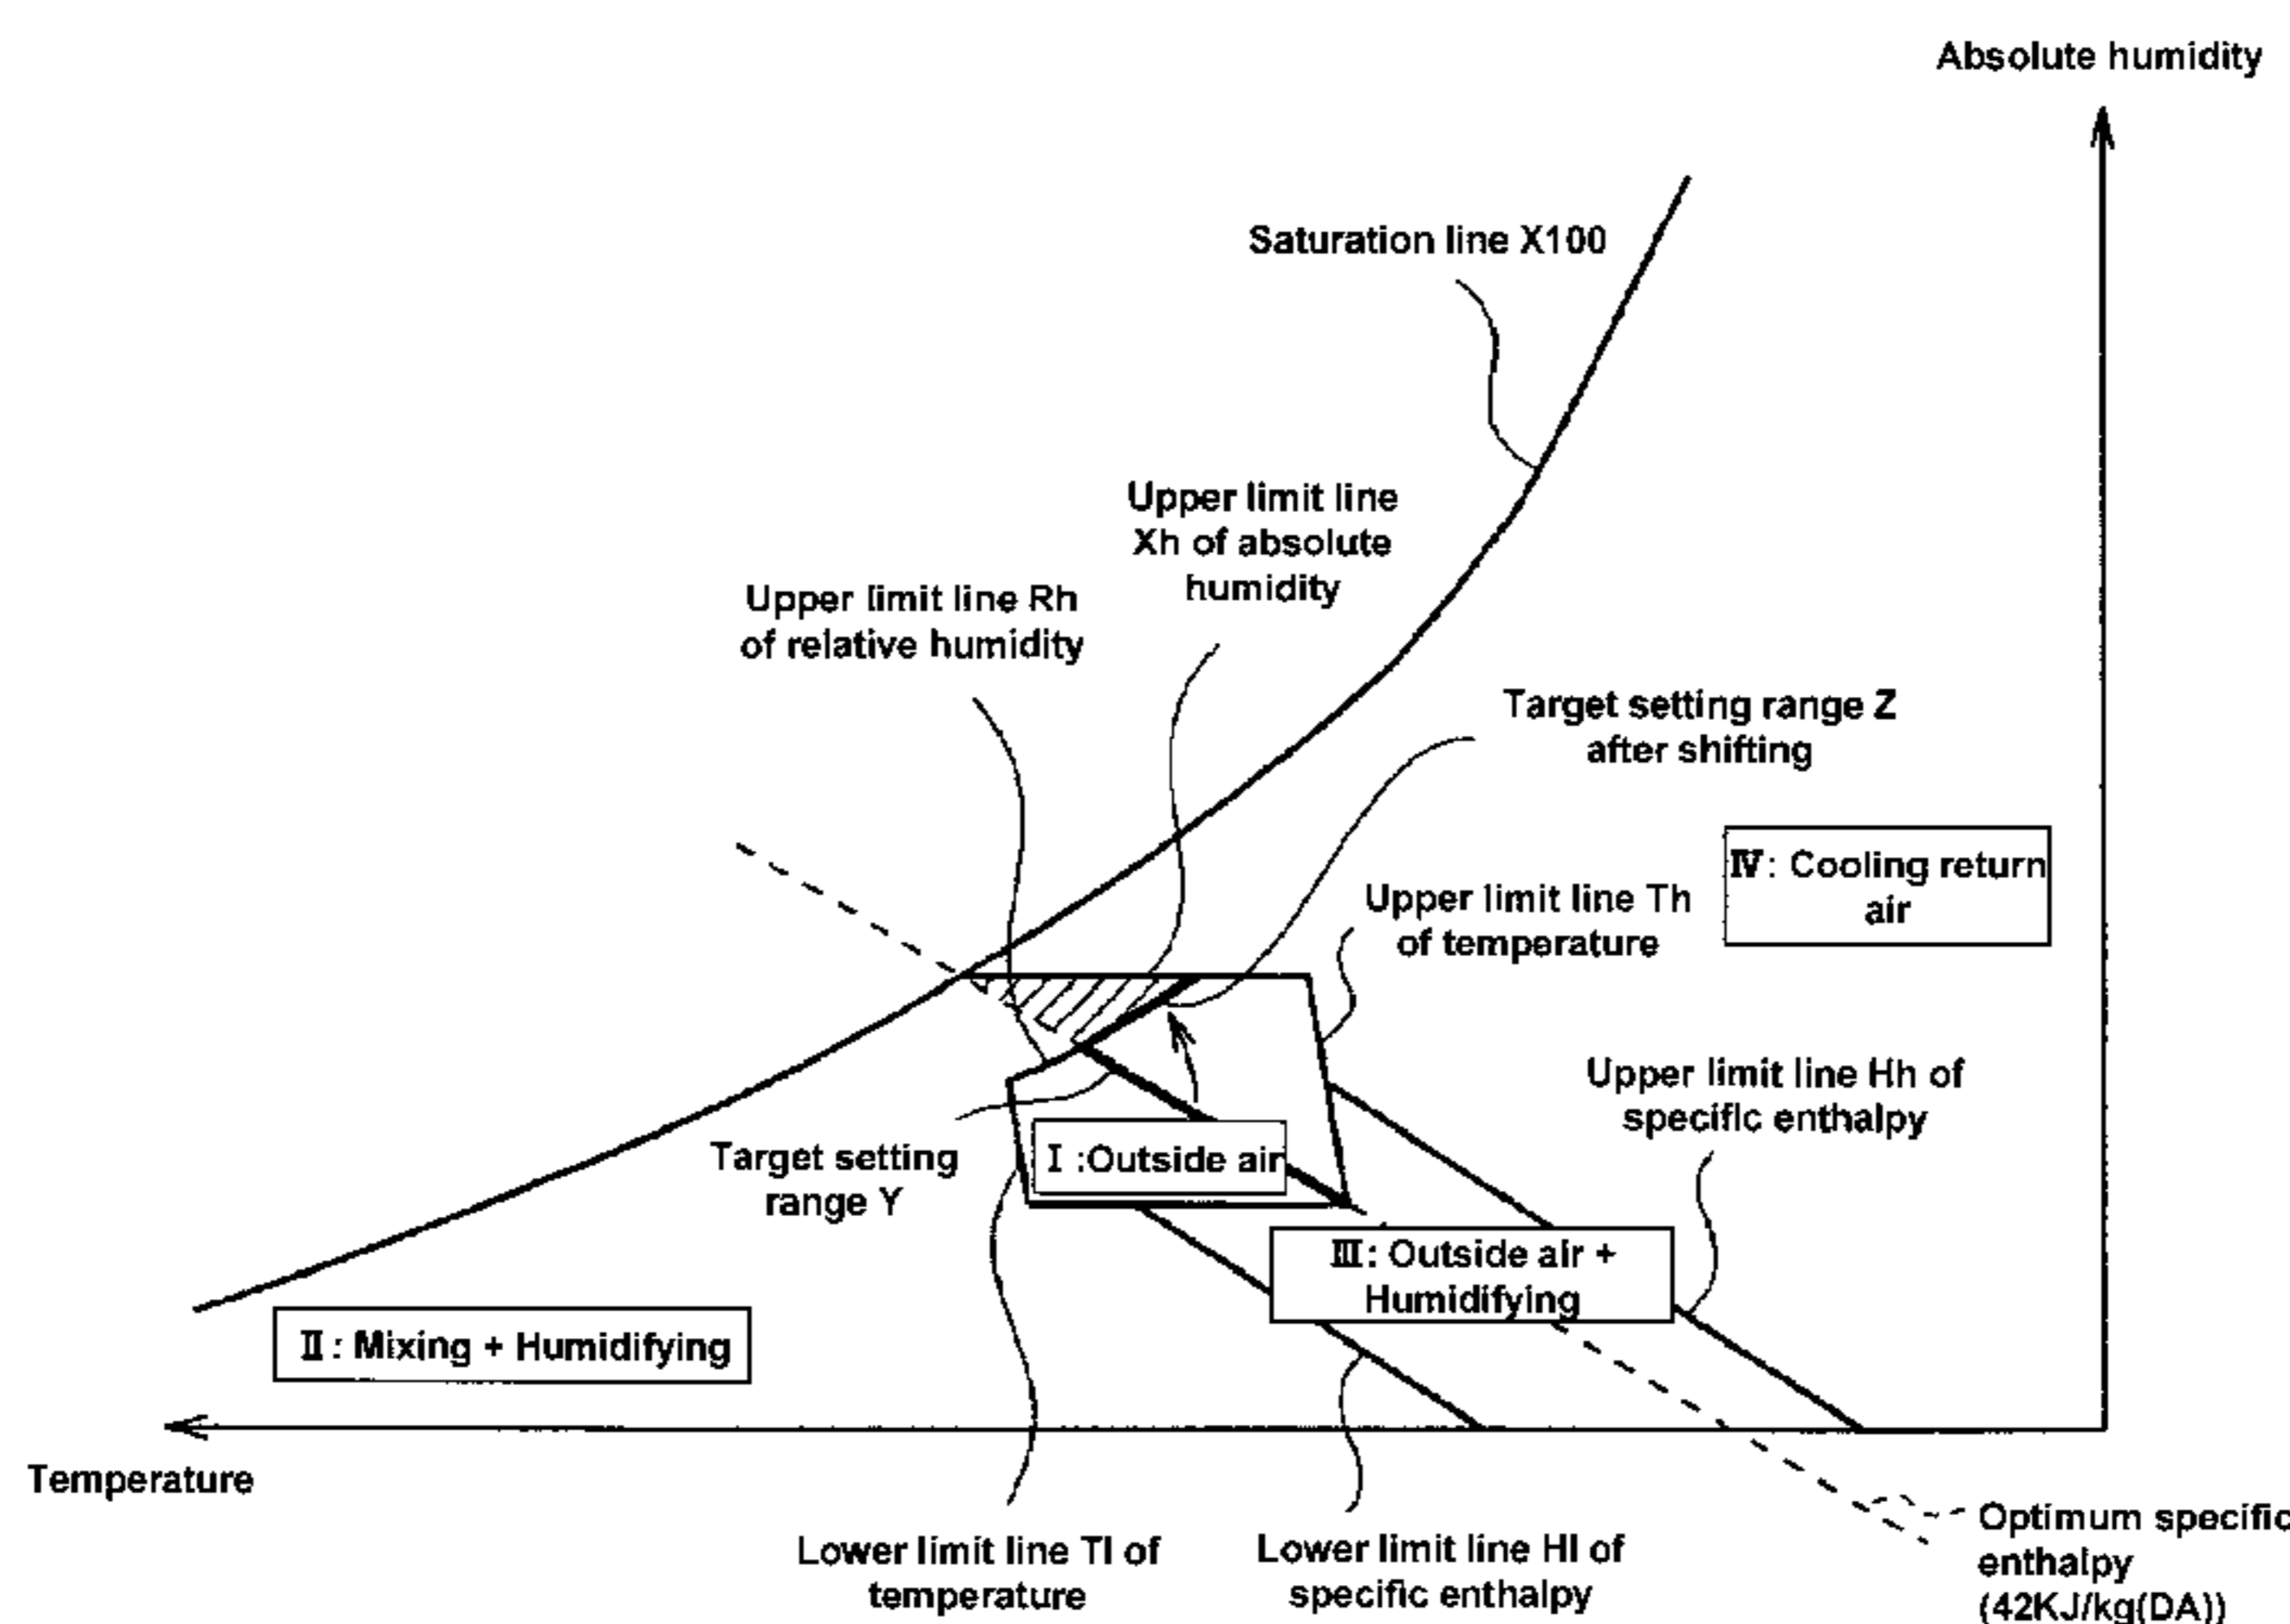 Absolute humidity
Saturation line X100
Upper limit line
Xh of absolute
humidity
Upper limit line Rh
of relative humidity
Target setting range Z
after shifting
Ⅳ: Cooling return
air
Upper limit line Th
of temperature
Upper limit line Hh of
specific enthalpy
Target setting
range Y
Ⅰ:Outside air
Ⅲ: Outside air +
Humidifying
Ⅱ: Mixing + Humidifying
Temperature
Lower limit line Tl of
temperature
Lower limit line Hl of
specific enthalpy
Optimum specific
enthalpy
(42KJ/kg(DA))